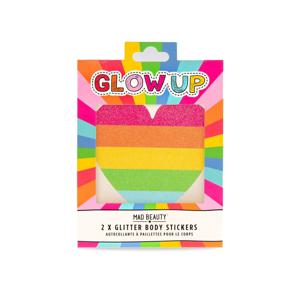 GLOW UP
MAD BEAUTY
2 X GLITTER BODY STICKERS
AUTOCOLLANTS À PAILLETTES POUR LE CORPS